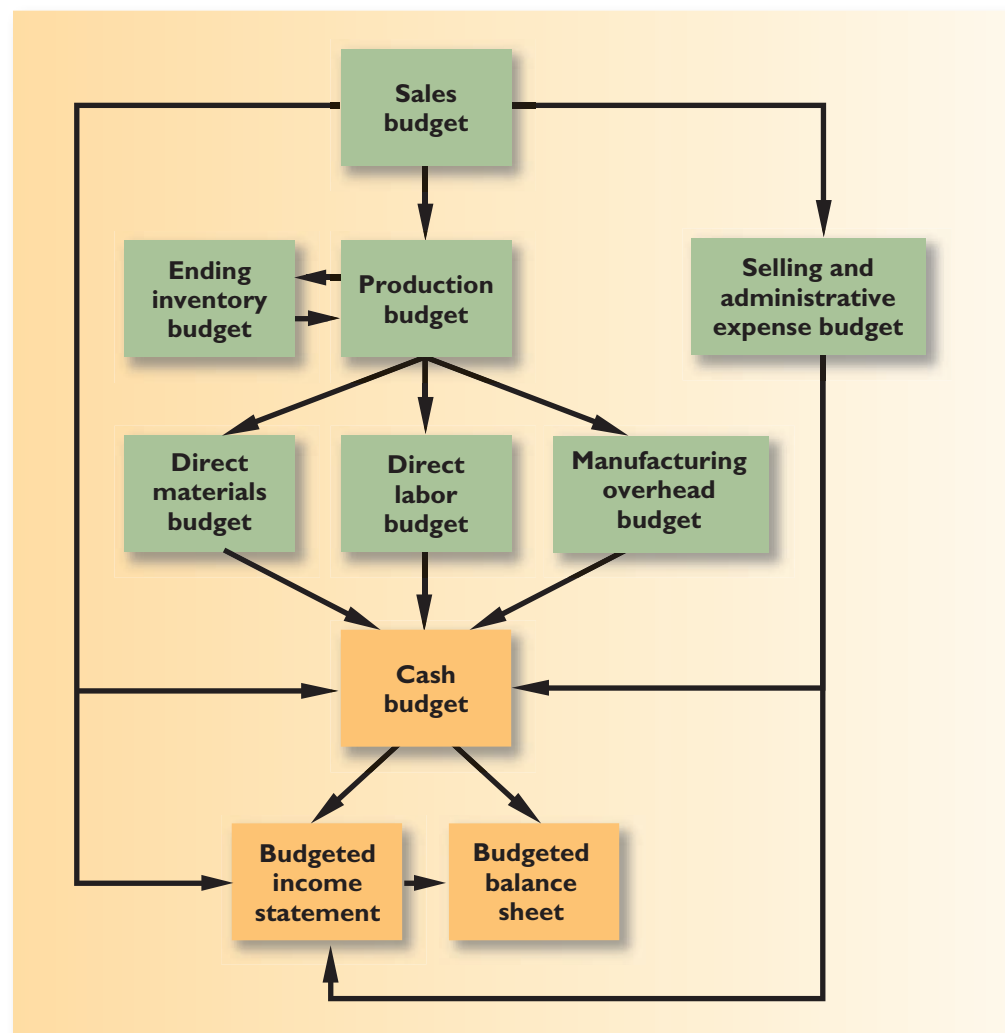 Sales
budget
Ending
inventory
budget
Production
budget
Selling and
administrative
expense budget
Direct
materials
budget
Direct
labor
budget
Manufacturing
overhead
budget
Cash
budget
Budgeted
income
statement
Budgeted
balance
sheet